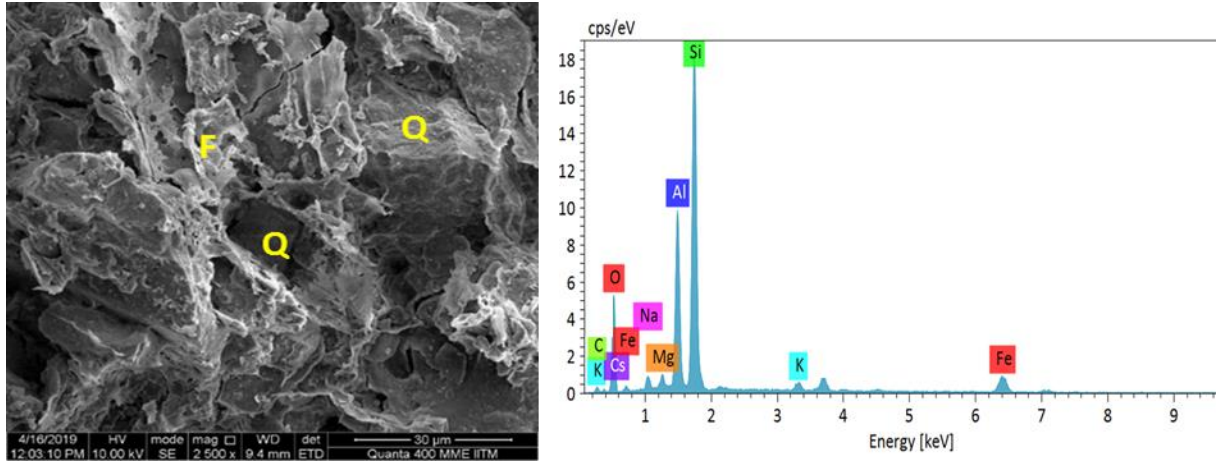 Q
F
Q
4/16/2019 HV mode mag □ WD det 30 µm
12:03:10 PM 10.00 kV SE 2 500 x 9.4 mm ETD Quanta 400 MME IITM
cps/eV
18
16
14
12
10
8
6
4
2
0
Si
Al
O
Na
Fe
C
Mg
K
Cs
K
Fe
1 2 3 4 5 6 7 8 9
Energy [keV]